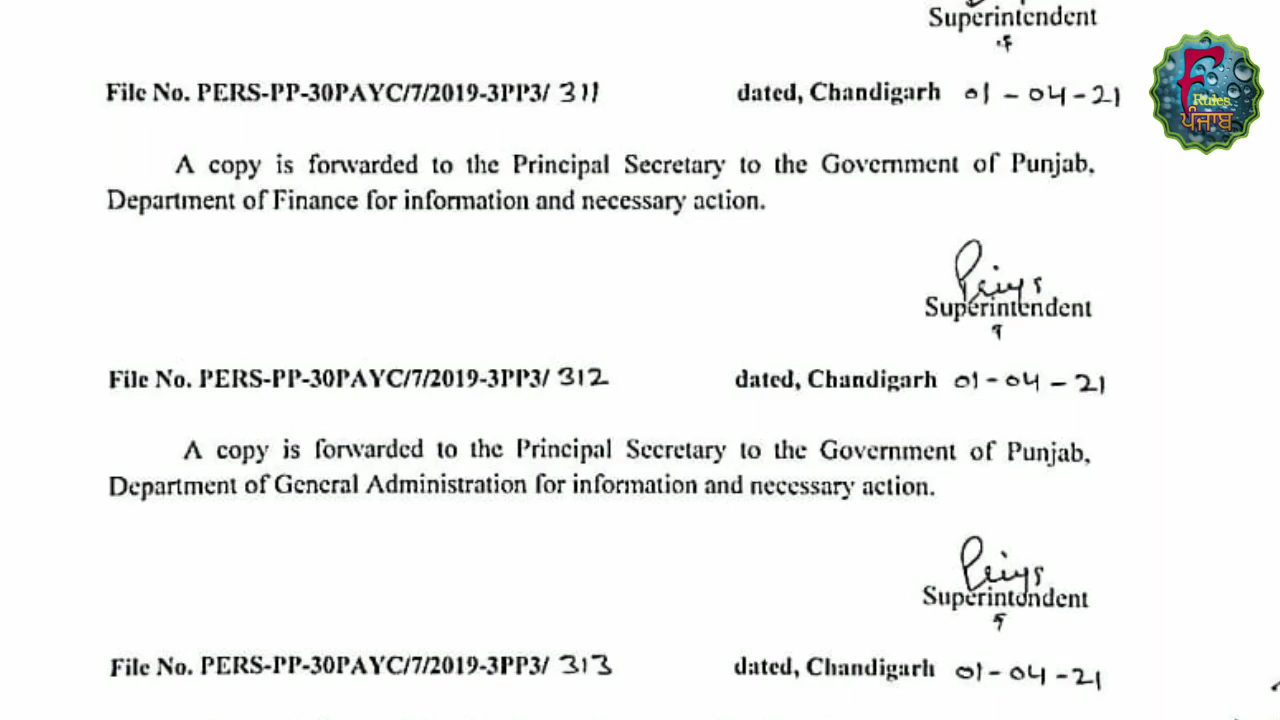 Superintendent
File No. PERS-PP-30PAYC/7/2019-3PP3/ 311 dated, Chandigarh 01-04-21
F
Rules
ਪੰਜਾਬ
A copy is forwarded to the Principal Secretary to the Government of Punjab,
Department of Finance for information and necessary action.
Superintendent
File No. PERS-PP-30PAYC/7/2019-3PP3/ 312 dated, Chandigarh 01-04-21
A copy is forwarded to the Principal Secretary to the Government of Punjab,
Department of General Administration for information and necessary action.
Superintendent
File No. PERS-PP-30PAYC/7/2019-3PP3/ 313 dated, Chandigarh 01-04-21